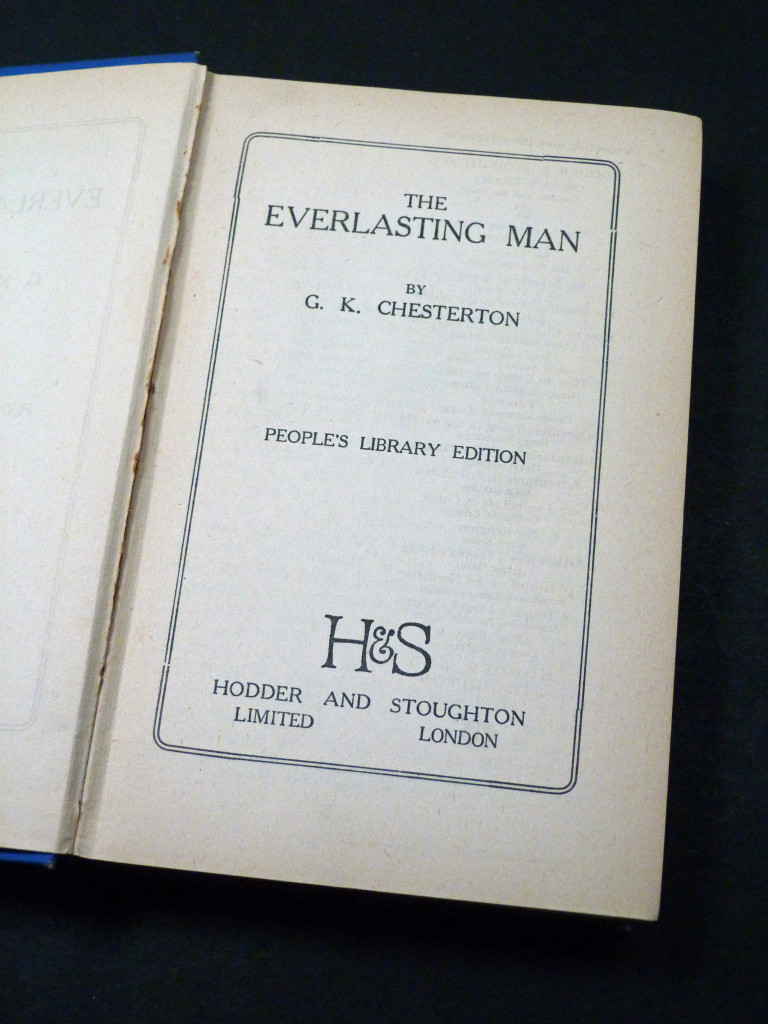 THE
EVERLASTING MAN
BY
G. K. CHESTERTON
PEOPLE'S LIBRARY EDITION
H&S
HODDER AND STOUGHTON
LIMITED LONDON